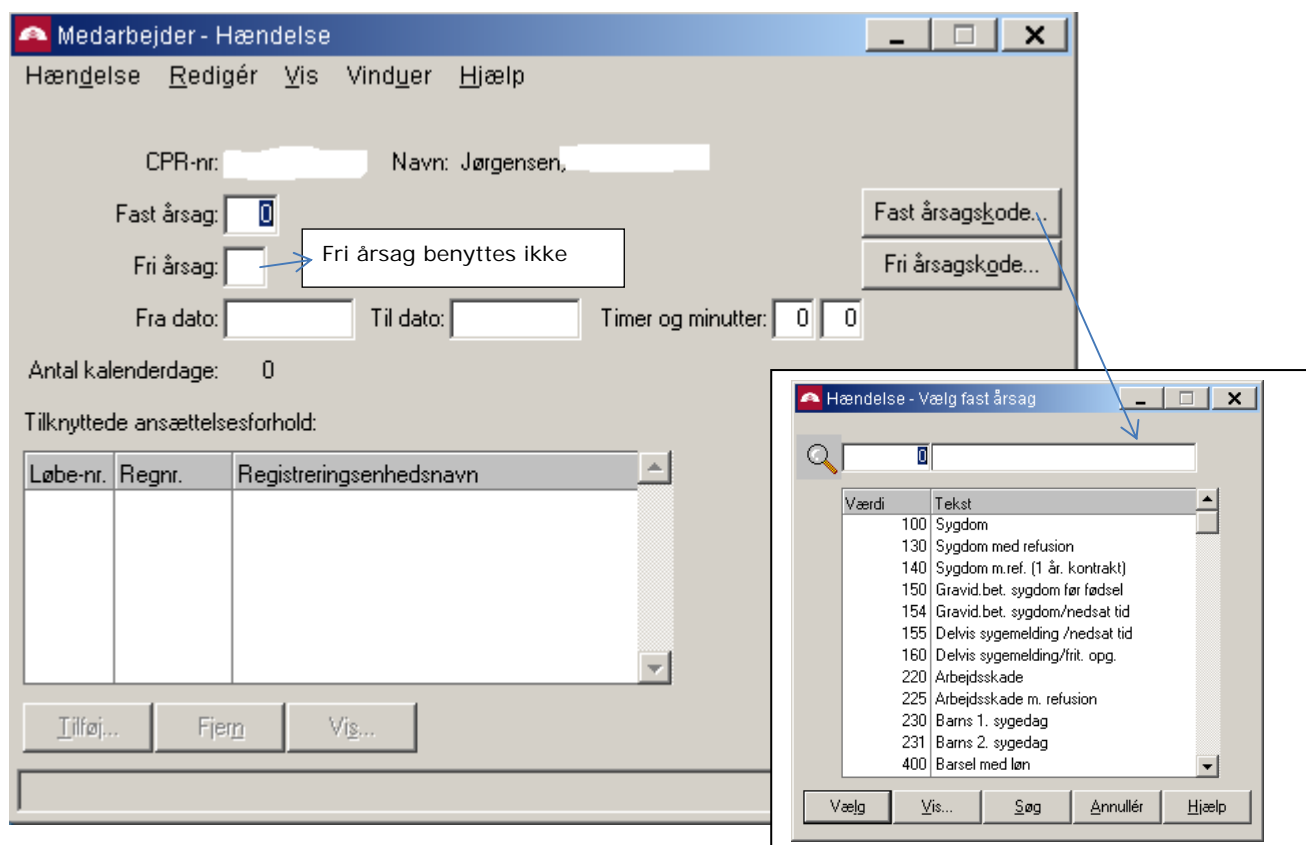 Medarbejder - Hændelse
Hændelse Redigér Vis Vinduer Hjælp
CPR-nr: Navn: Jørgensen,
Fast årsag: 0 Fast årsagskode...
Fri årsag: Fri årsag benyttes ikke Fri årsagskode...
Fra dato: Til dato: Timer og minutter: 0 0
Antal kalenderdage: 0
Tilknyttede ansættelsesforhold:
Løbe-nr. Regnr. Registreringsenhedsnavn
Tilføj... Fjern Vis...
Hændelse - Vælg fast årsag
0
Værdi Tekst
100 Sygdom
130 Sygdom med refusion
140 Sygdom m.ref. (1 år. kontrakt)
150 Gravid.bet. sygdom før fødsel
154 Gravid.bet. sygdom/nedsat tid
155 Delvis sygemelding /nedsat tid
160 Delvis sygemelding/frit. opg.
220 Arbejdsskade
225 Arbejdsskade m. refusion
230 Barns 1. sygedag
231 Barns 2. sygedag
400 Barsel med løn
Vælg Vis... Søg Annullér Hjælp